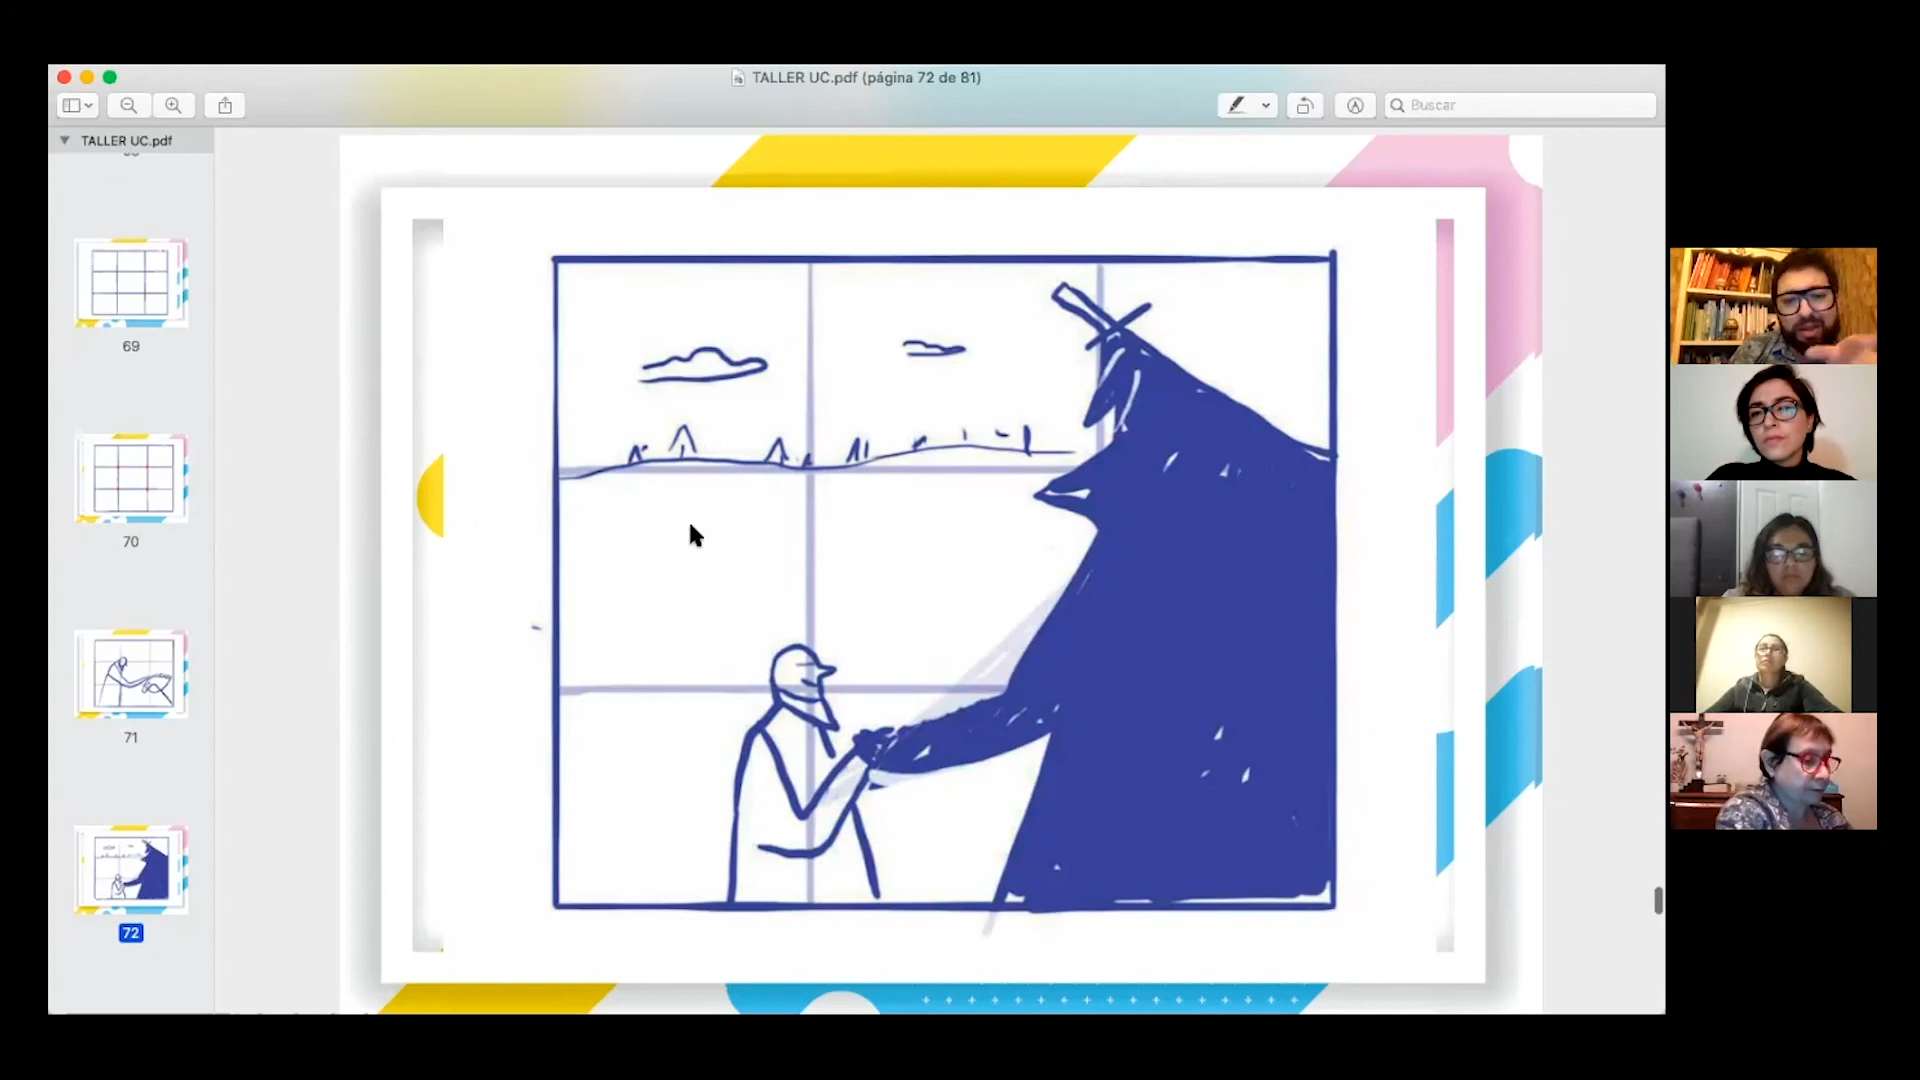 TALLER UC.pdf (página 72 de 81)
Buscar
TALLER UC.pdf
69
70
71
72